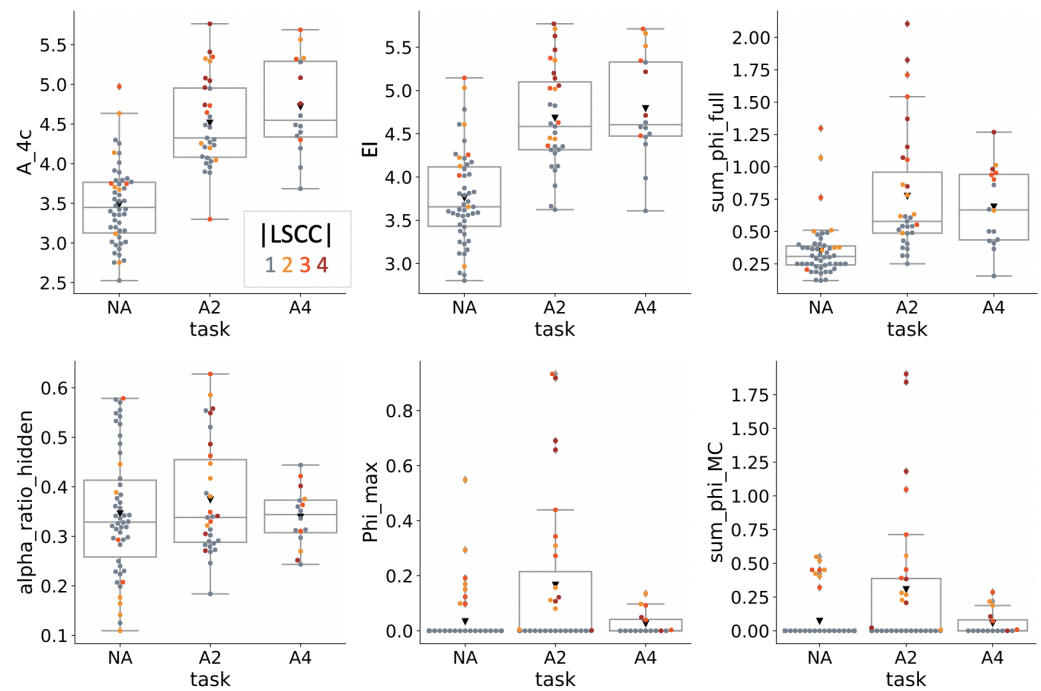 A_4c
5.5
5.0
4.5
4.0
3.5
3.0
2.5
NA A2 A4
task
|LSCC|
1 2 3 4
EI
5.5
5.0
4.5
4.0
3.5
3.0
NA A2 A4
task
sum_phi_full
2.00
1.75
1.50
1.25
1.00
0.75
0.50
0.25
NA A2 A4
task
alpha_ratio_hidden
0.6
0.5
0.4
0.3
0.2
0.1
NA A2 A4
task
Phi_max
0.8
0.6
0.4
0.2
0.0
NA A2 A4
task
sum_phi_MC
1.75
1.50
1.25
1.00
0.75
0.50
0.25
0.00
NA A2 A4
task